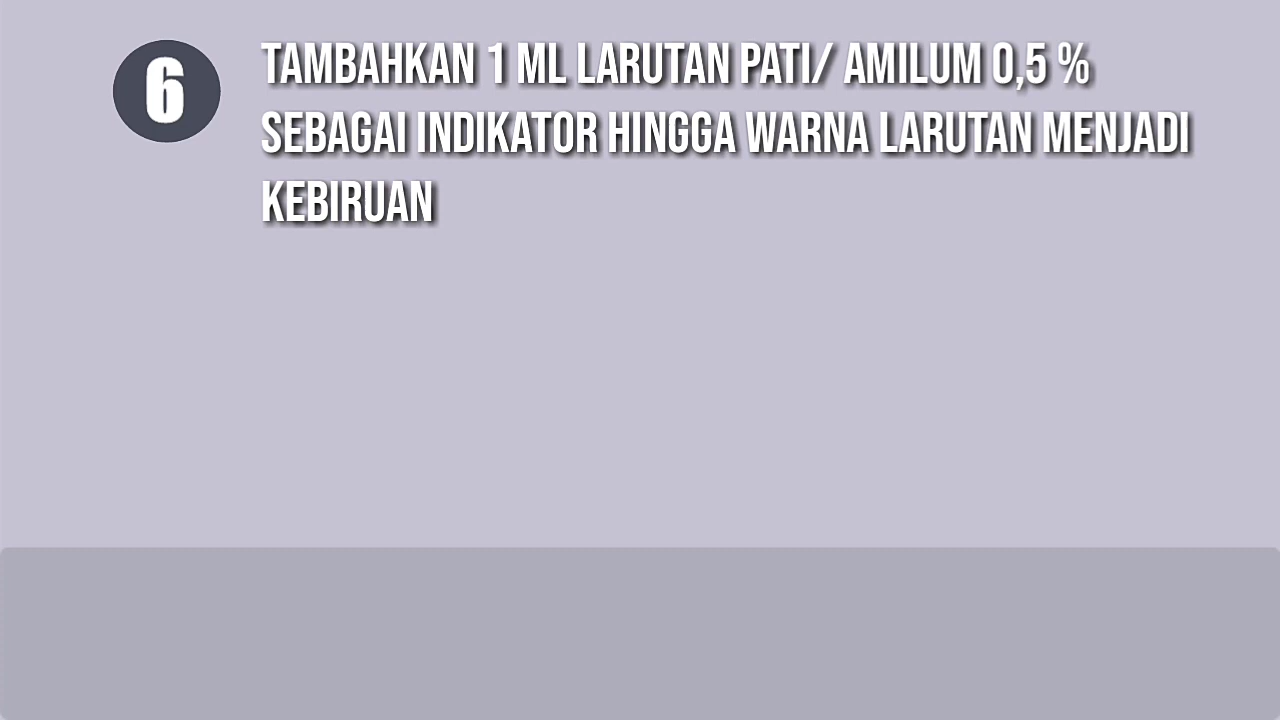 6
TAMBAHKAN 1 ML LARUTAN PATI/ AMILUM 0,5 %
SEBAGAI INDIKATOR HINGGA WARNA LARUTAN MENJADI
KEBIRUAN